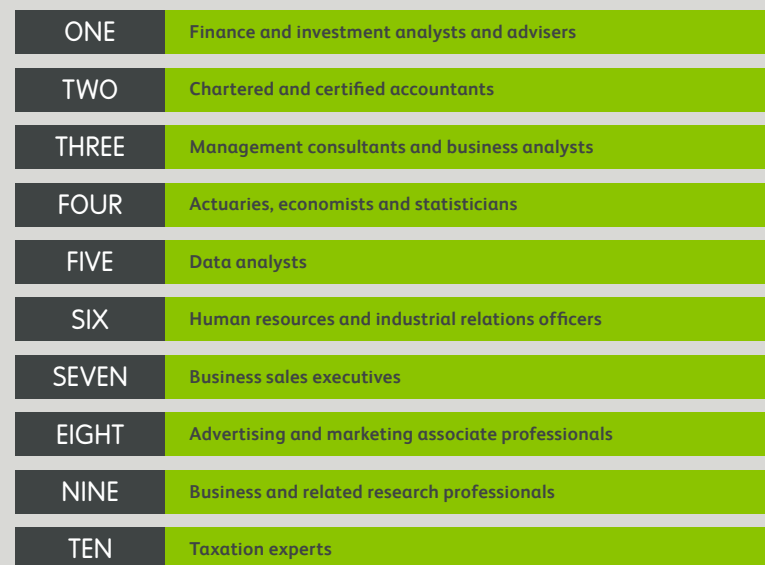 ONE Finance and investment analysts and advisers
TWO Chartered and certified accountants
THREE Management consultants and business analysts
FOUR Actuaries, economists and statisticians
FIVE Data analysts
SIX Human resources and industrial relations officers
SEVEN Business sales executives
EIGHT Advertising and marketing associate professionals
NINE Business and related research professionals
TEN Taxation experts